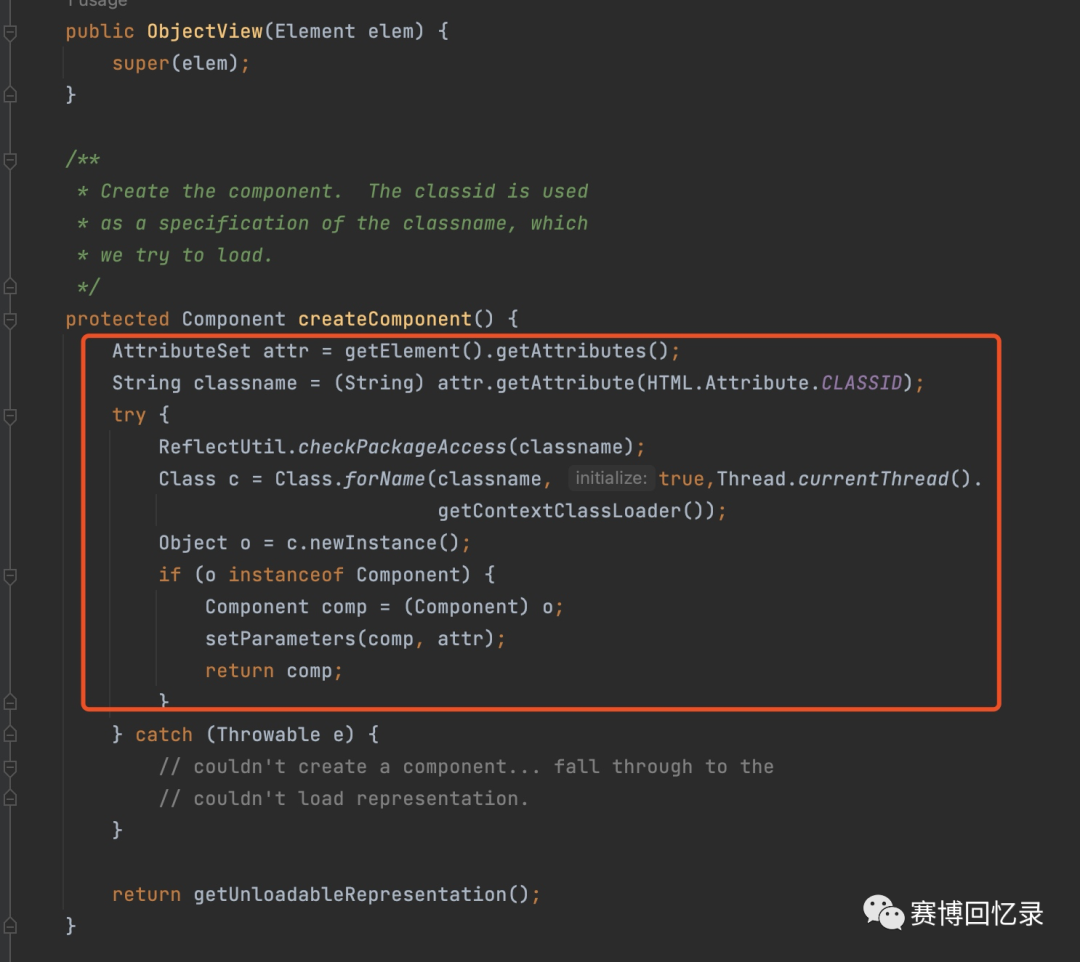 1 usage
public ObjectView(Element elem) {
super(elem);
}
/**
* Create the component.  The classid is used
* as a specification of the classname, which
* we try to load.
*/
protected Component createComponent() {
AttributeSet attr = getElement().getAttributes();
String classname = (String) attr.getAttribute(HTML.Attribute.CLASSID);
try {
ReflectUtil.checkPackageAccess(classname);
Class c = Class.forName(classname, initialize: true,Thread.currentThread().
getContextClassLoader());
Object o = c.newInstance();
if (o instanceof Component) {
Component comp = (Component) o;
setParameters(comp, attr);
return comp;
}
} catch (Throwable e) {
// couldn't create a component... fall through to the
// couldn't load representation.
}
return getUnloadableRepresentation();
}
赛博回忆录